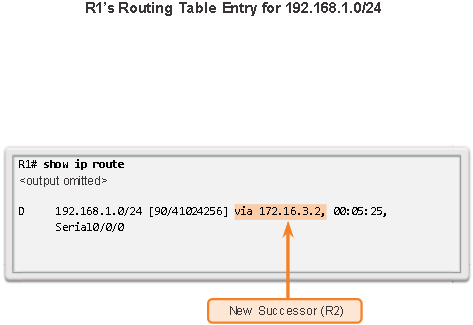 R1's Routing Table Entry for 192.168.1.0/24
R1# show ip route
<output omitted>
D 192.168.1.0/24 [90/41024256] via 172.16.3.2, 00:05:25,
Serial0/0/0
New Successor (R2)